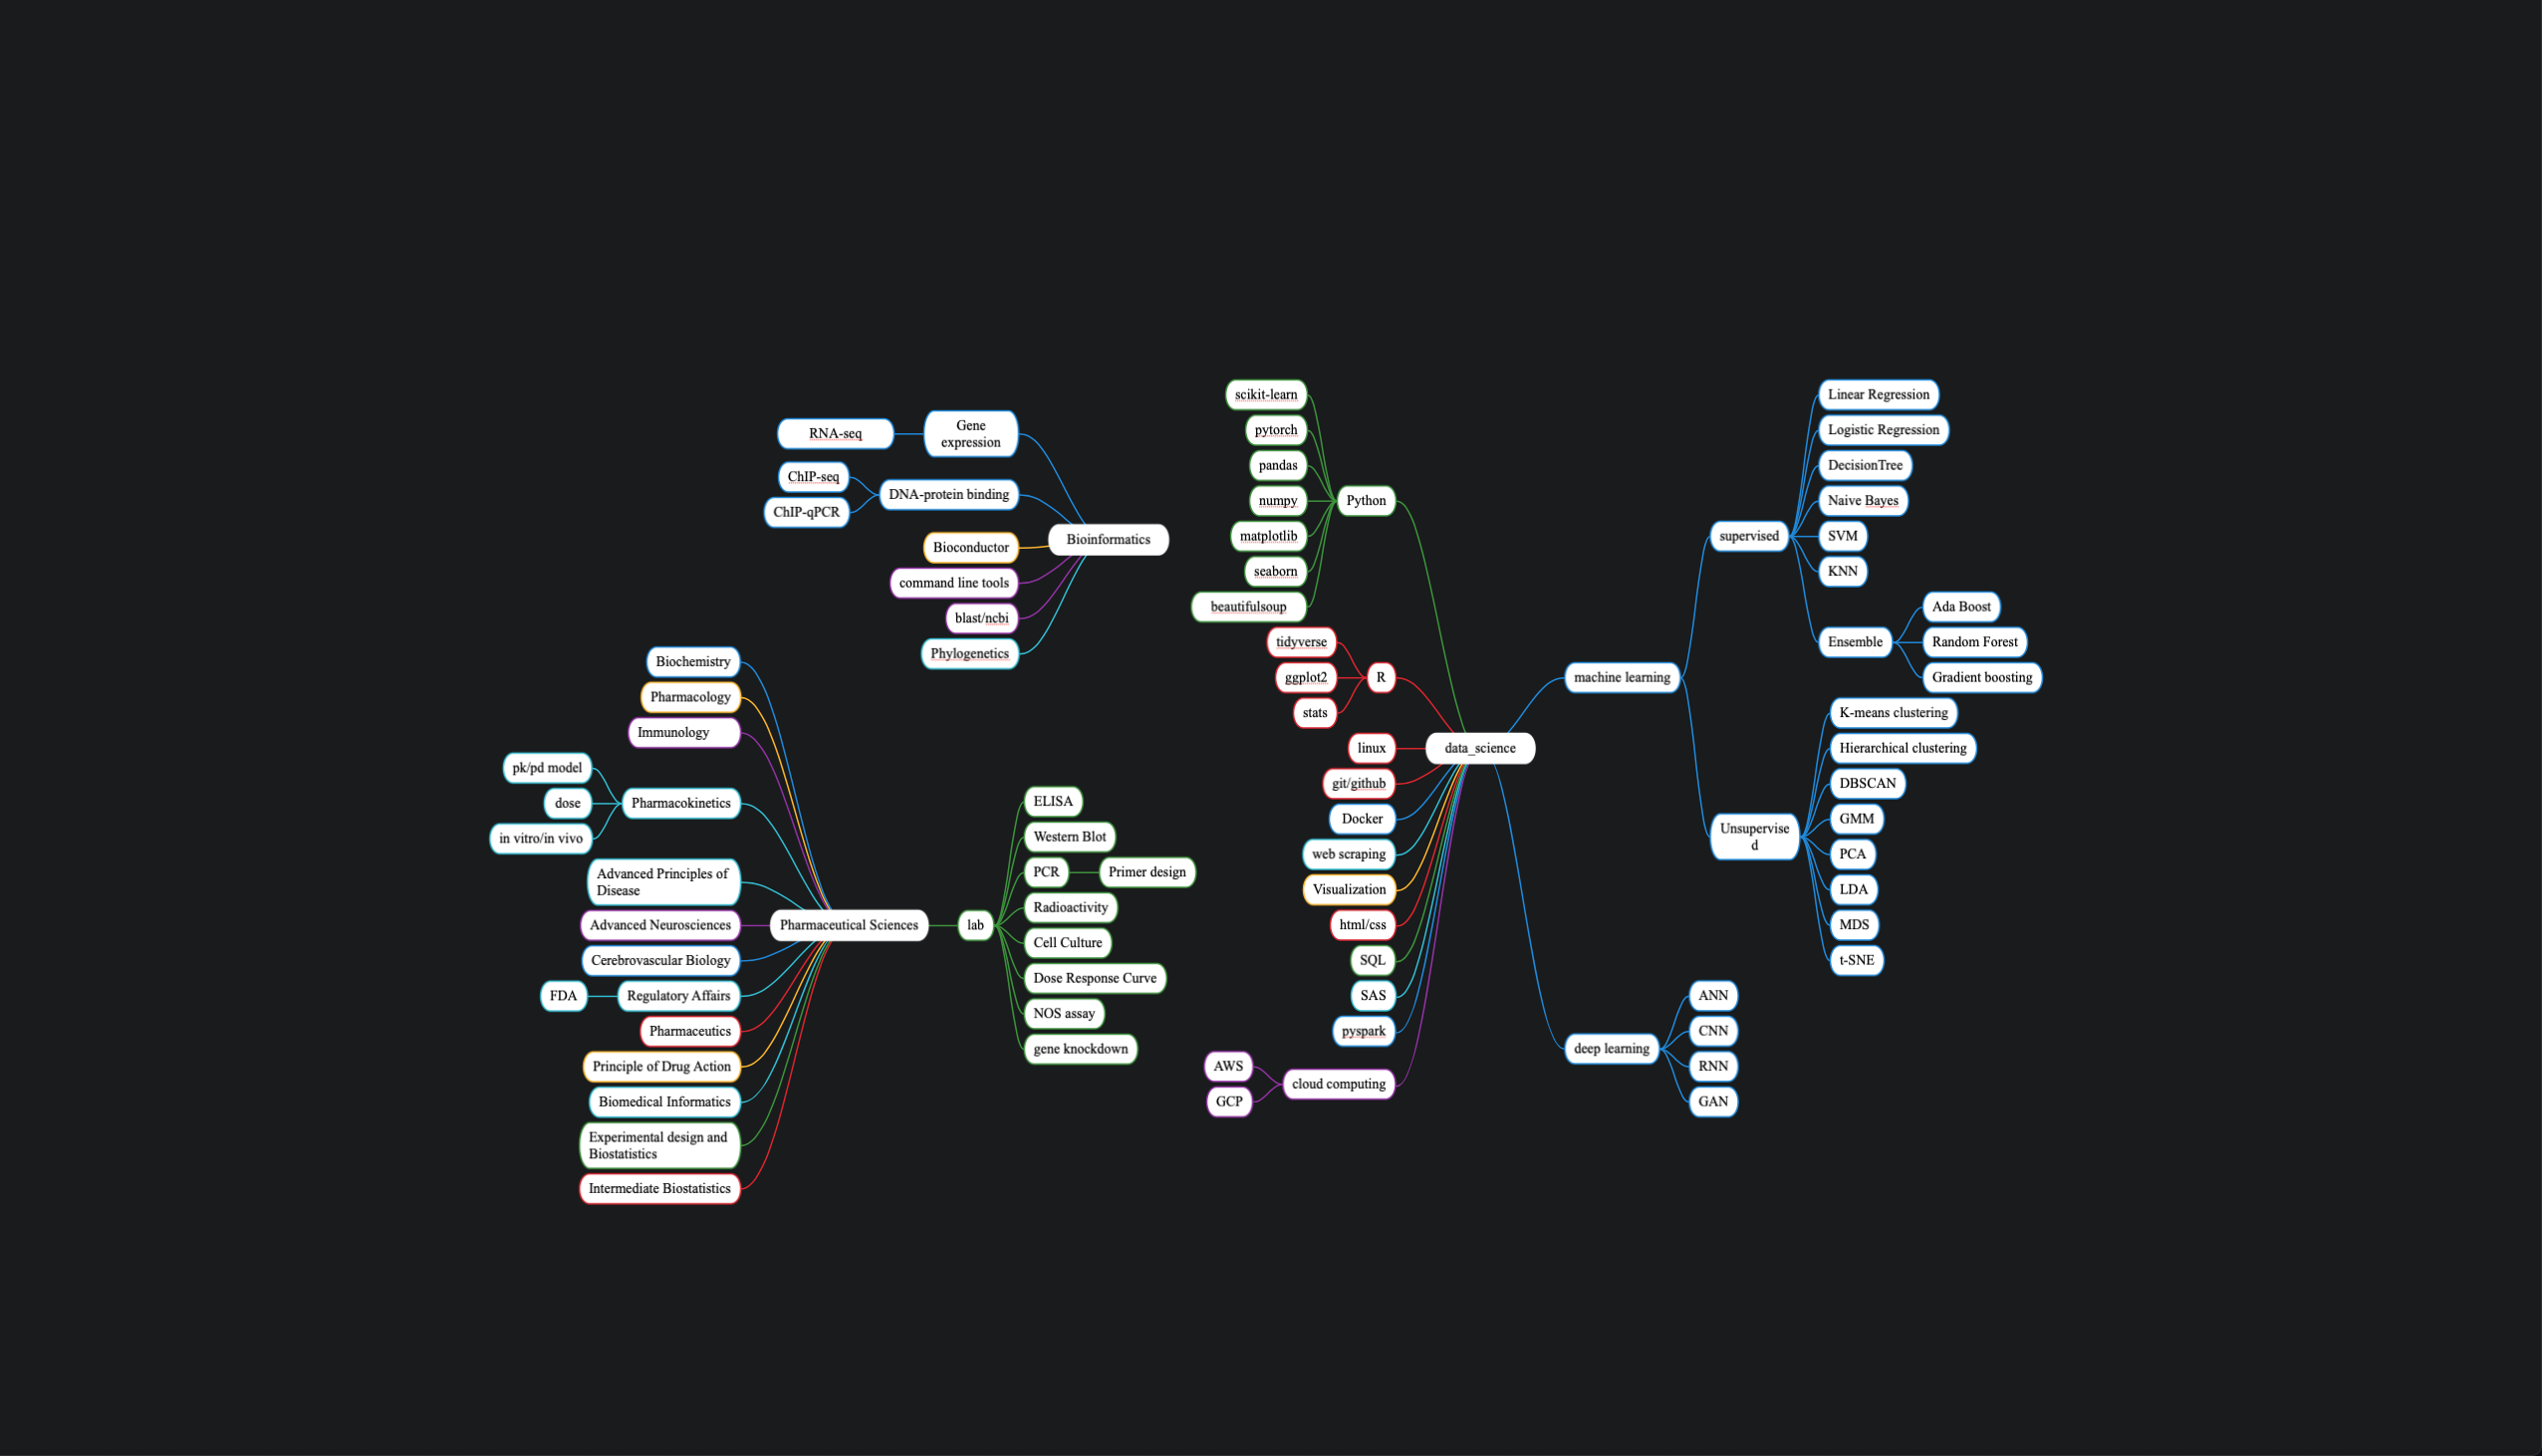 RNA-seq
Gene
expression
ChIP-seq
ChIP-qPCR
DNA-protein binding
Bioinformatics
Bioconductor
command line tools
blast/ncbi
Phylogenetics
Biochemistry
Pharmacology
Immunology
pk/pd model
dose
in vitro/in vivo
Pharmacokinetics
Advanced Principles of
Disease
Advanced Neurosciences
Cerebrovascular Biology
FDA
Regulatory Affairs
Pharmaceutics
Principle of Drug Action
Biomedical Informatics
Experimental design and
Biostatistics
Intermediate Biostatistics
Pharmaceutical Sciences
lab
ELISA
Western Blot
PCR
Primer design
Radioactivity
Cell Culture
Dose Response Curve
NOS assay
gene knockdown
scikit-learn
pytorch
pandas
numpy
matplotlib
seaborn
beautifulsoup
Python
tidyverse
ggplot2
stats
R
linux
git/github
Docker
web scraping
Visualization
html/css
SQL
SAS
pyspark
AWS
GCP
cloud computing
data_science
machine learning
supervised
Linear Regression
Logistic Regression
DecisionTree
Naive Bayes
SVM
KNN
Ensemble
Ada Boost
Random Forest
Gradient boosting
Unsupervise
d
K-means clustering
Hierarchical clustering
DBSCAN
GMM
PCA
LDA
MDS
t-SNE
deep learning
ANN
CNN
RNN
GAN